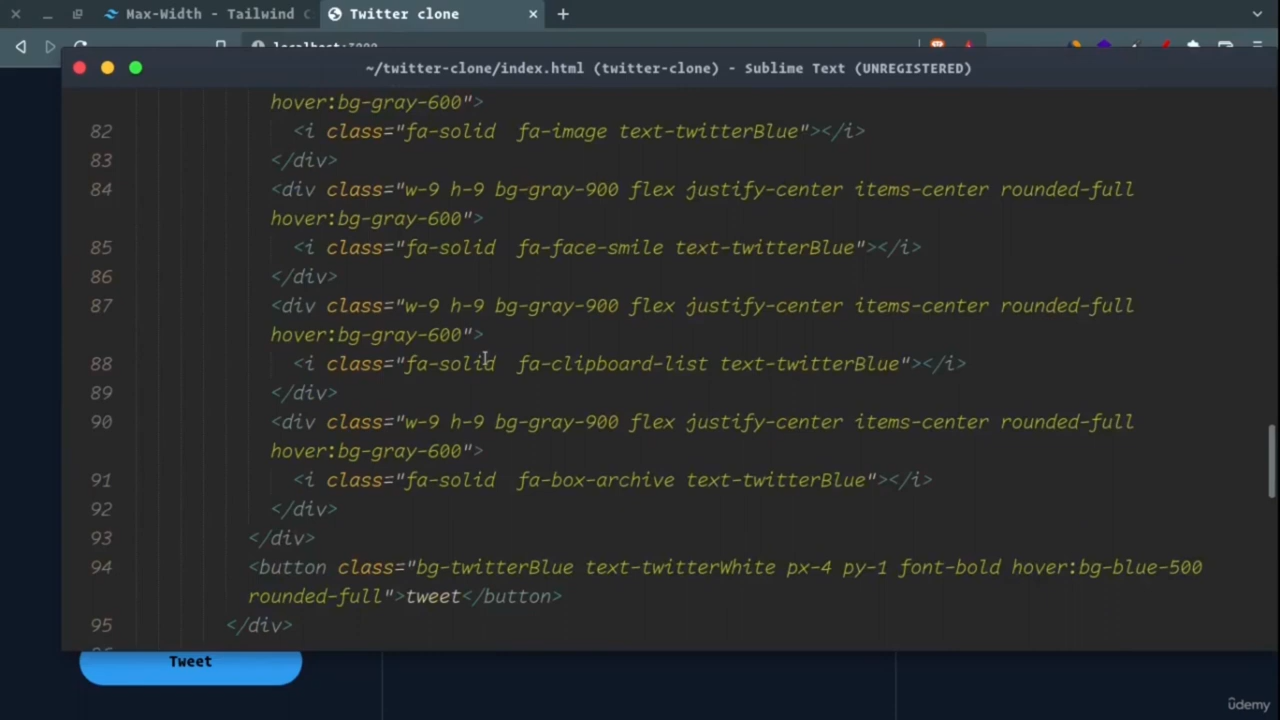 Max-Width - Tailwind C
Twitter clone
localhost:3000
~/twitter-clone/index.html (twitter-clone) - Sublime Text (UNREGISTERED)
hover:bg-gray-600">
82 <i class="fa-solid  fa-image text-twitterBlue"></i>
83 </div>
84 <div class="w-9 h-9 bg-gray-900 flex justify-center items-center rounded-full
hover:bg-gray-600">
85 <i class="fa-solid  fa-face-smile text-twitterBlue"></i>
86 </div>
87 <div class="w-9 h-9 bg-gray-900 flex justify-center items-center rounded-full
hover:bg-gray-600">
88 <i class="fa-solid  fa-clipboard-list text-twitterBlue"></i>
89 </div>
90 <div class="w-9 h-9 bg-gray-900 flex justify-center items-center rounded-full
hover:bg-gray-600">
91 <i class="fa-solid  fa-box-archive text-twitterBlue"></i>
92 </div>
93 </div>
94 <button class="bg-twitterBlue text-twitterWhite px-4 py-1 font-bold hover:bg-blue-500
rounded-full">tweet</button>
95 </div>
Tweet
ûdemy